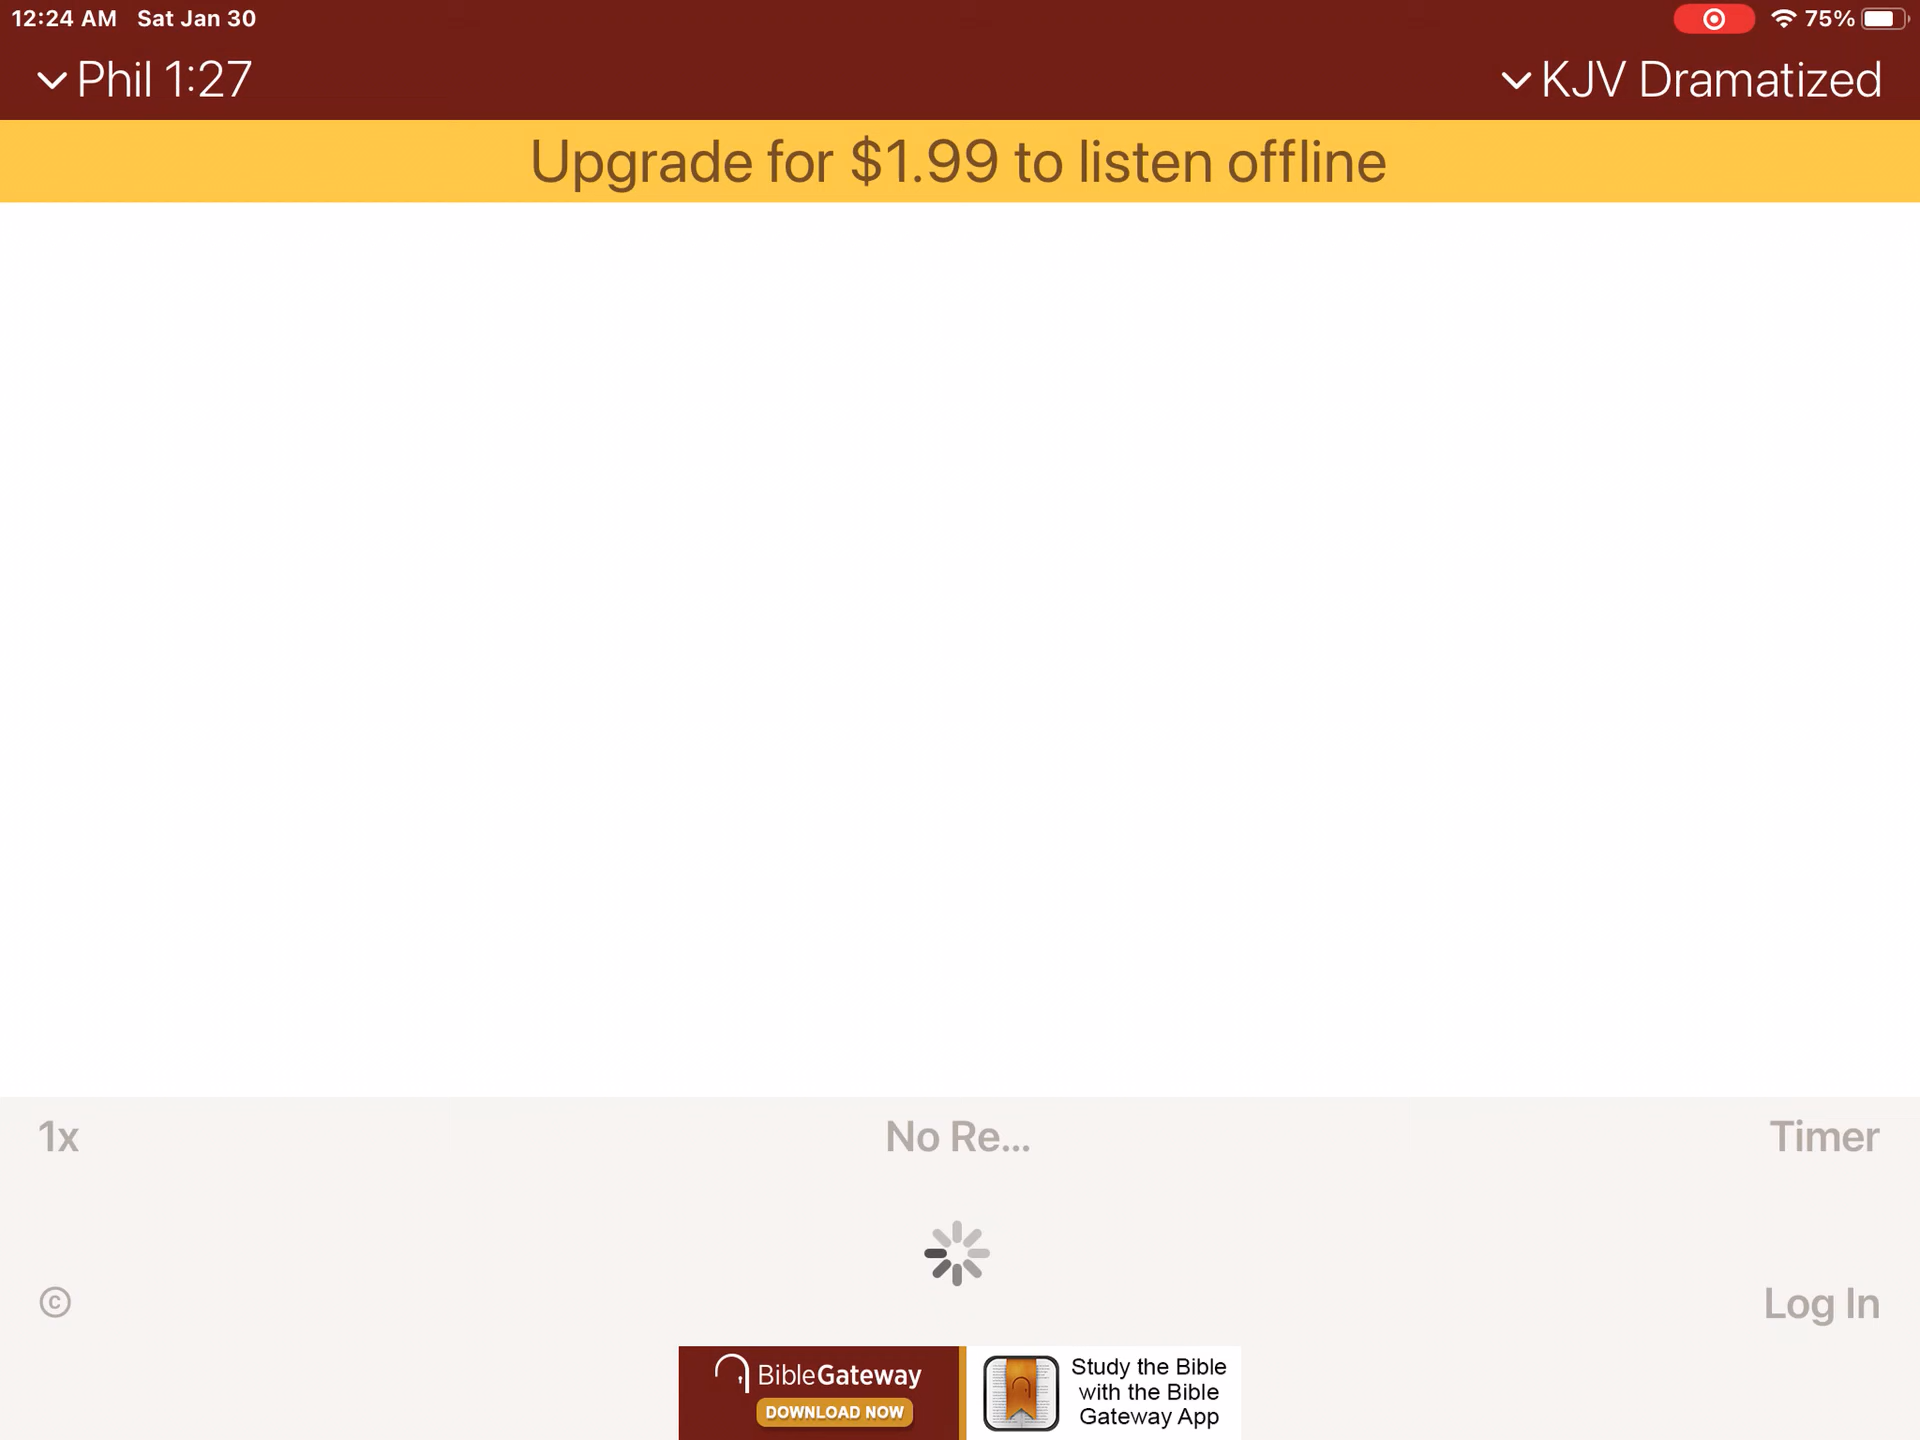 12:24 AM Sat Jan 30
75%
Phil 1:27
KJV Dramatized
Upgrade for $1.99 to listen offline
1x
No Re...
Timer
©
Log In
BibleGateway
DOWNLOAD NOW
Study the Bible
with the Bible
Gateway App